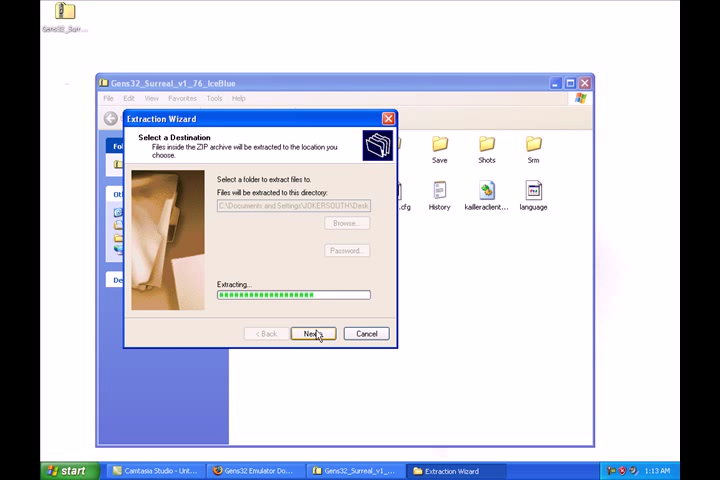 Gens32_Surr...
Gens32_Surreal_v1_76_IceBlue
File Edit View Favorites Tools Help
Extraction Wizard
Select a Destination
Files inside the ZIP archive will be extracted to the location you
choose.
Select a folder to extract files to.
Files will be extracted to this directory:
C:\Documents and Settings\JOKERSOUTH\Desk
Browse...
Password...
Extracting...
< Back
Next
Cancel
Fol
Save
Shots
Srm
Ot
.cfg
History
kailleraclient...
language
De
start
Camtasia Studio - Unt...
Gens32 Emulator Do...
Gens32_Surreal_v1_...
Extraction Wizard
1:13 AM